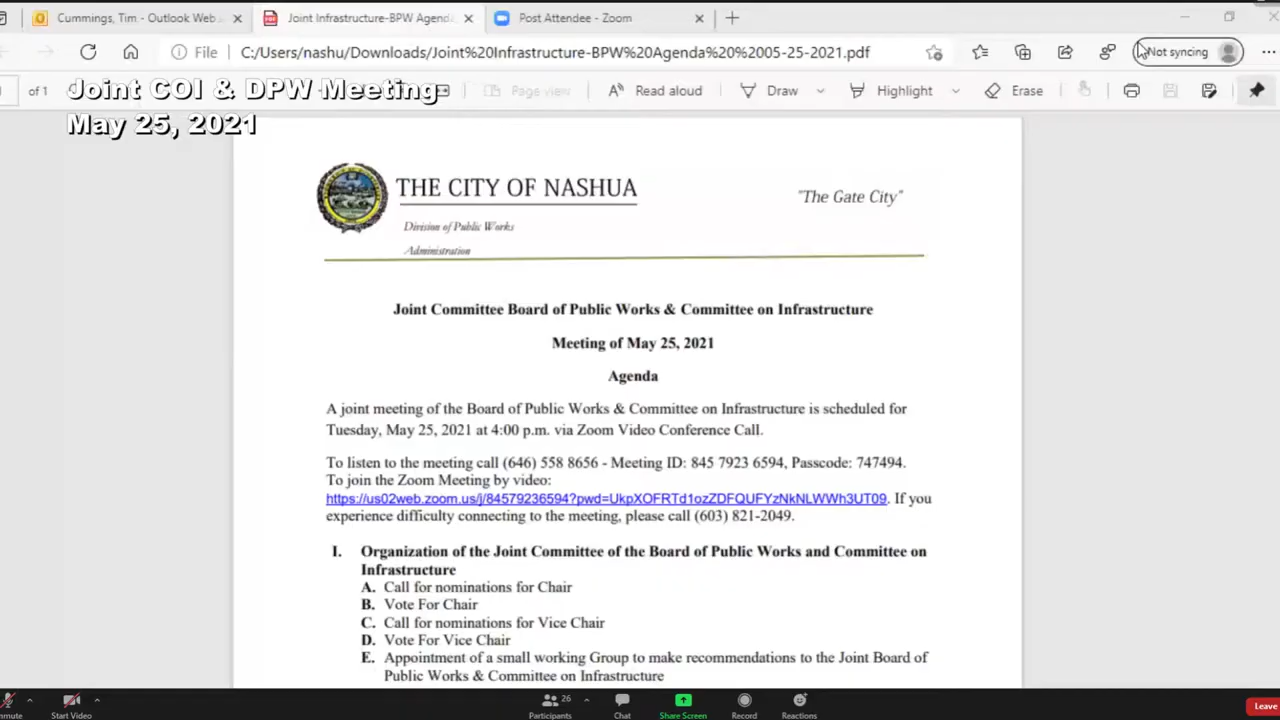 Cummings, Tim - Outlook Web
Joint Infrastructure-BPW Agenda
Post Attendee - Zoom
File
C:/Users/nashu/Downloads/Joint%20Infrastructure-BPW%20Agenda%20%2005-25-2021.pdf
Not syncing
of 1
Page view
Read aloud
Draw
Highlight
Erase
Joint COI & DPW Meeting
May 25, 2021
THE CITY OF NASHUA
"The Gate City"
Division of Public Works
Administration
Joint Committee Board of Public Works & Committee on Infrastructure
Meeting of May 25, 2021
Agenda
A joint meeting of the Board of Public Works & Committee on Infrastructure is scheduled for
Tuesday, May 25, 2021 at 4:00 p.m. via Zoom Video Conference Call.
To listen to the meeting call (646) 558 8656 - Meeting ID: 845 7923 6594, Passcode: 747494.
To join the Zoom Meeting by video:
https://us02web.zoom.us/j/84579236594?pwd=UkpXOFRTd1ozZDFQUFYzNkNLWWh3UT09. If you
experience difficulty connecting to the meeting, please call (603) 821-2049.
I. Organization of the Joint Committee of the Board of Public Works and Committee on
Infrastructure
A. Call for nominations for Chair
B. Vote For Chair
C. Call for nominations for Vice Chair
D. Vote For Vice Chair
E. Appointment of a small working Group to make recommendations to the Joint Board of
Public Works & Committee on Infrastructure
26
Start Video
Participants
Chat
Share Screen
Record
Reactions
Leave